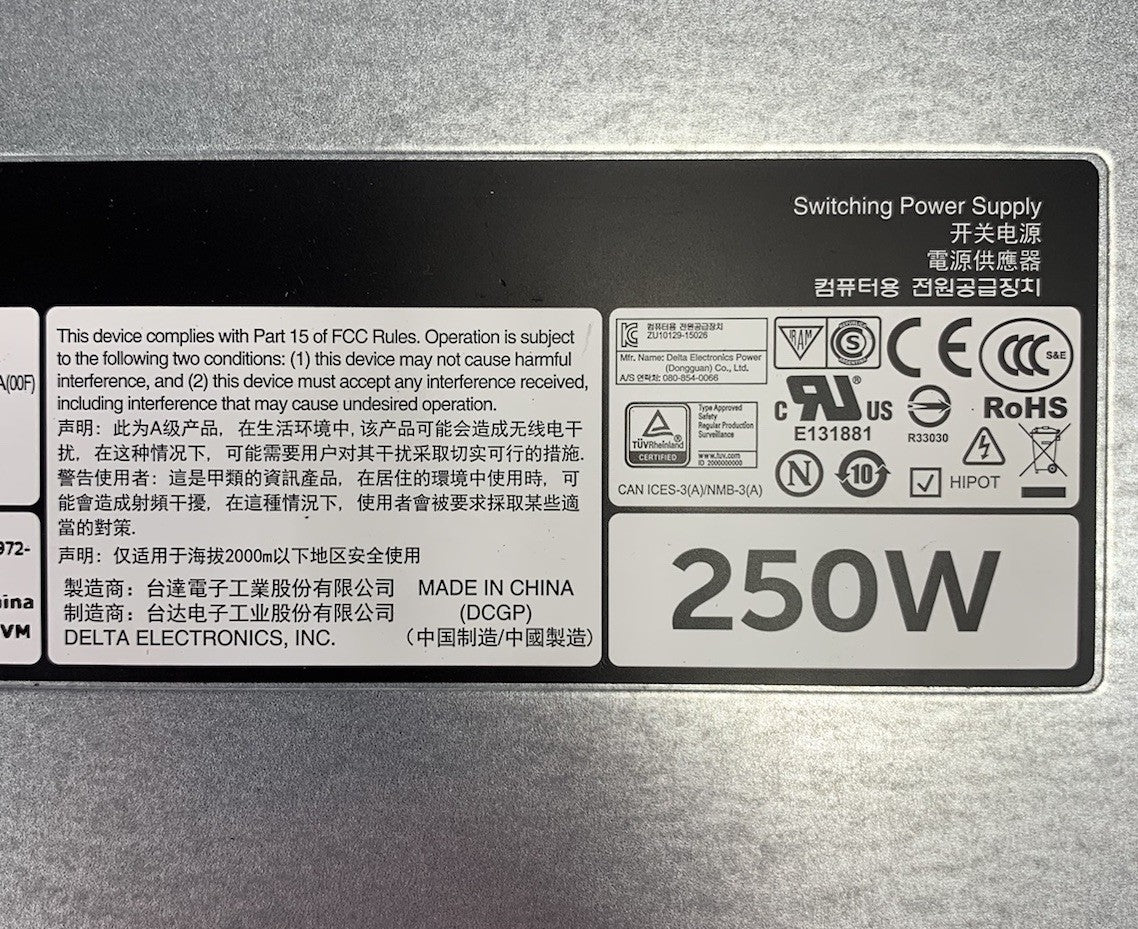 Switching Power Supply
开关电源
電源供應器
컴퓨터용 전원공급장치
A(00F)
972-
VM
This device complies with Part 15 of FCC Rules. Operation is subject
to the following two conditions: (1) this device may not cause harmful
interference, and (2) this device must accept any interference received,
including interference that may cause undesired operation.
声明：此为A级产品，在生活环境中,该产品可能会造成无线电干
扰，在这种情况下，可能需要用户对其干扰采取切实可行的措施.
警告使用者：這是甲類的資訊產品，在居住的環境中使用時，可
能會造成射頻干擾，在這種情況下，使用者會被要求採取某些適
當的對策.
声明：仅适用于海拔2000m以下地区安全使用
製造商：台達電子工業股份有限公司 MADE IN CHINA
制造商：台达电子工业股份有限公司 (DCGP)
DELTA ELECTRONICS, INC. （中国制造/中國製造）
컴퓨터용 전원공급장치
ZU10129-15026
Mfr. Name: Delta Electronics Power
(Dongguan) Co., Ltd.
A/S 연락처: 080-854-0066
IRAM
S
CE
CCC S&E
c RU ® US
E131881
R33030
RoHS
TÜVRheinland ®
CERTIFIED
Type Approved
Safety
Regular Production
Surveillance
www.tuv.com
ID 2000000000
N
10
HIPOT
CAN ICES-3(A)/NMB-3(A)
250W